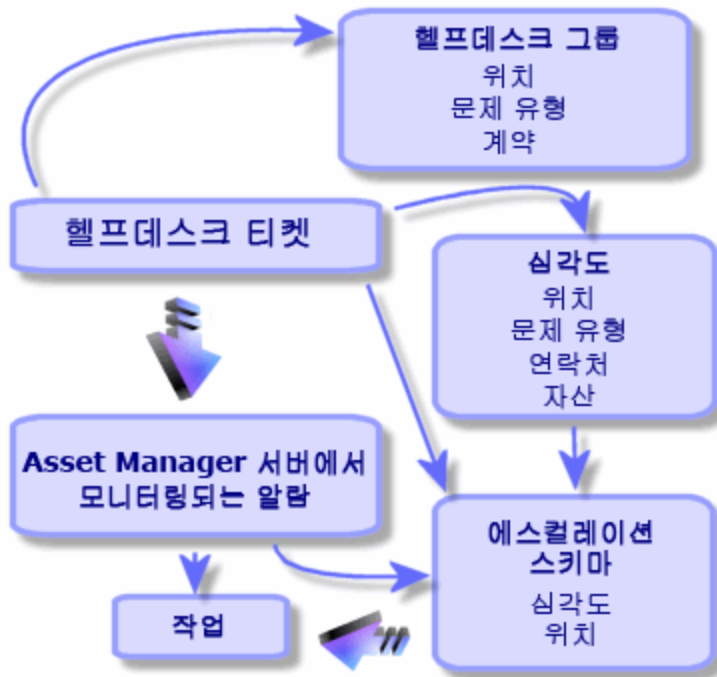 헬프데스크 그룹
위치
문제 유형
계약
헬프데스크 티켓
심각도
위치
문제 유형
연락처
자산
Asset Manager 서버에서
모니터링되는 알람
에스컬레이션
스키마
심각도
위치
작업